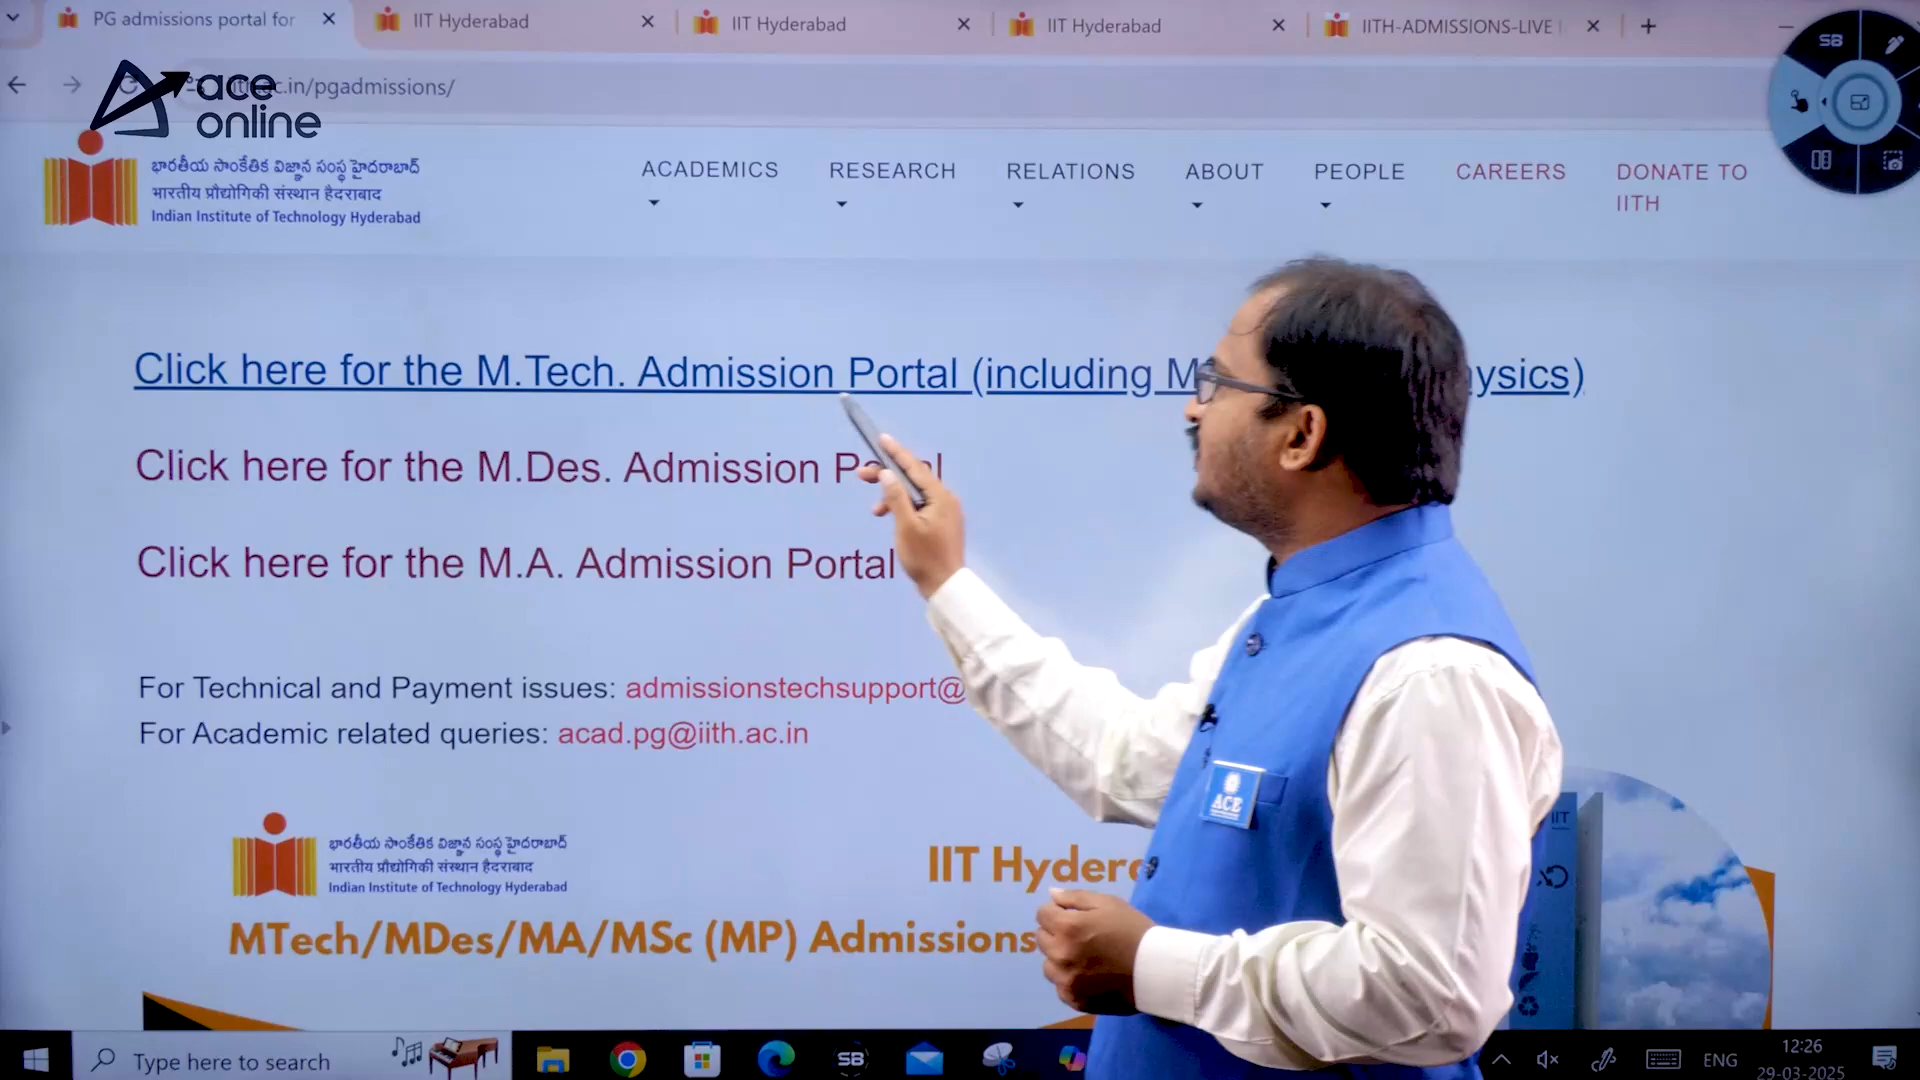 PG admissions portal for
IIT Hyderabad
IIT Hyderabad
IIT Hyderabad
IITH-ADMISSIONS-LIVE
SB
ace
online
ac.in/pgadmissions/
భారతీయ సాంకేతిక విజ్ఞాన సంస్థ హైదరాబాద్
भारतीय प्रौद्योगिकी संस्थान हैदराबाद
Indian Institute of Technology Hyderabad
ACADEMICS
RESEARCH
RELATIONS
ABOUT
PEOPLE
CAREERS
DONATE TO
IITH
Click here for the M.Tech. Admission Portal (including M ysics)
Click here for the M.Des. Admission Portal
Click here for the M.A. Admission Portal
For Technical and Payment issues: admissionstechsupport@
For Academic related queries: acad.pg@iith.ac.in
ACE
భారతీయ సాంకేతిక విజ్ఞాన సంస్థ హైదరాబాద్
भारतीय प्रौद्योगिकी संस्थान हैदराबाद
Indian Institute of Technology Hyderabad
IIT Hydera
IIT
MTech/MDes/MA/MSc (MP) Admissions
Type here to search
SB
ENG
12:26
29-03-2025